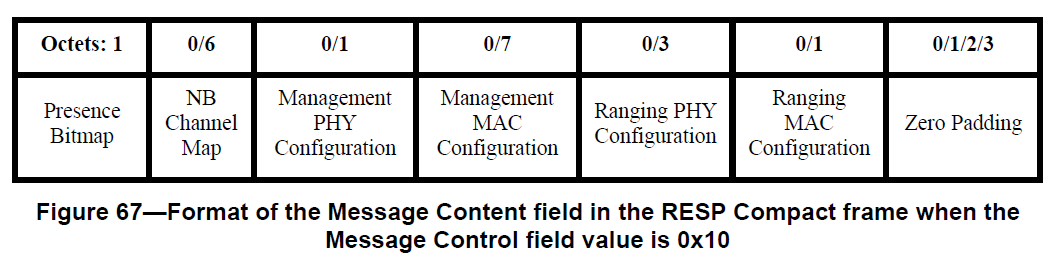 Octets: 1 0/6 0/1 0/7 0/3 0/1 0/1/2/3
Presence Bitmap NB Channel Map Management PHY Configuration Management MAC Configuration Ranging PHY Configuration Ranging MAC Configuration Zero Padding
Figure 67—Format of the Message Content field in the RESP Compact frame when the
Message Control field value is 0x10